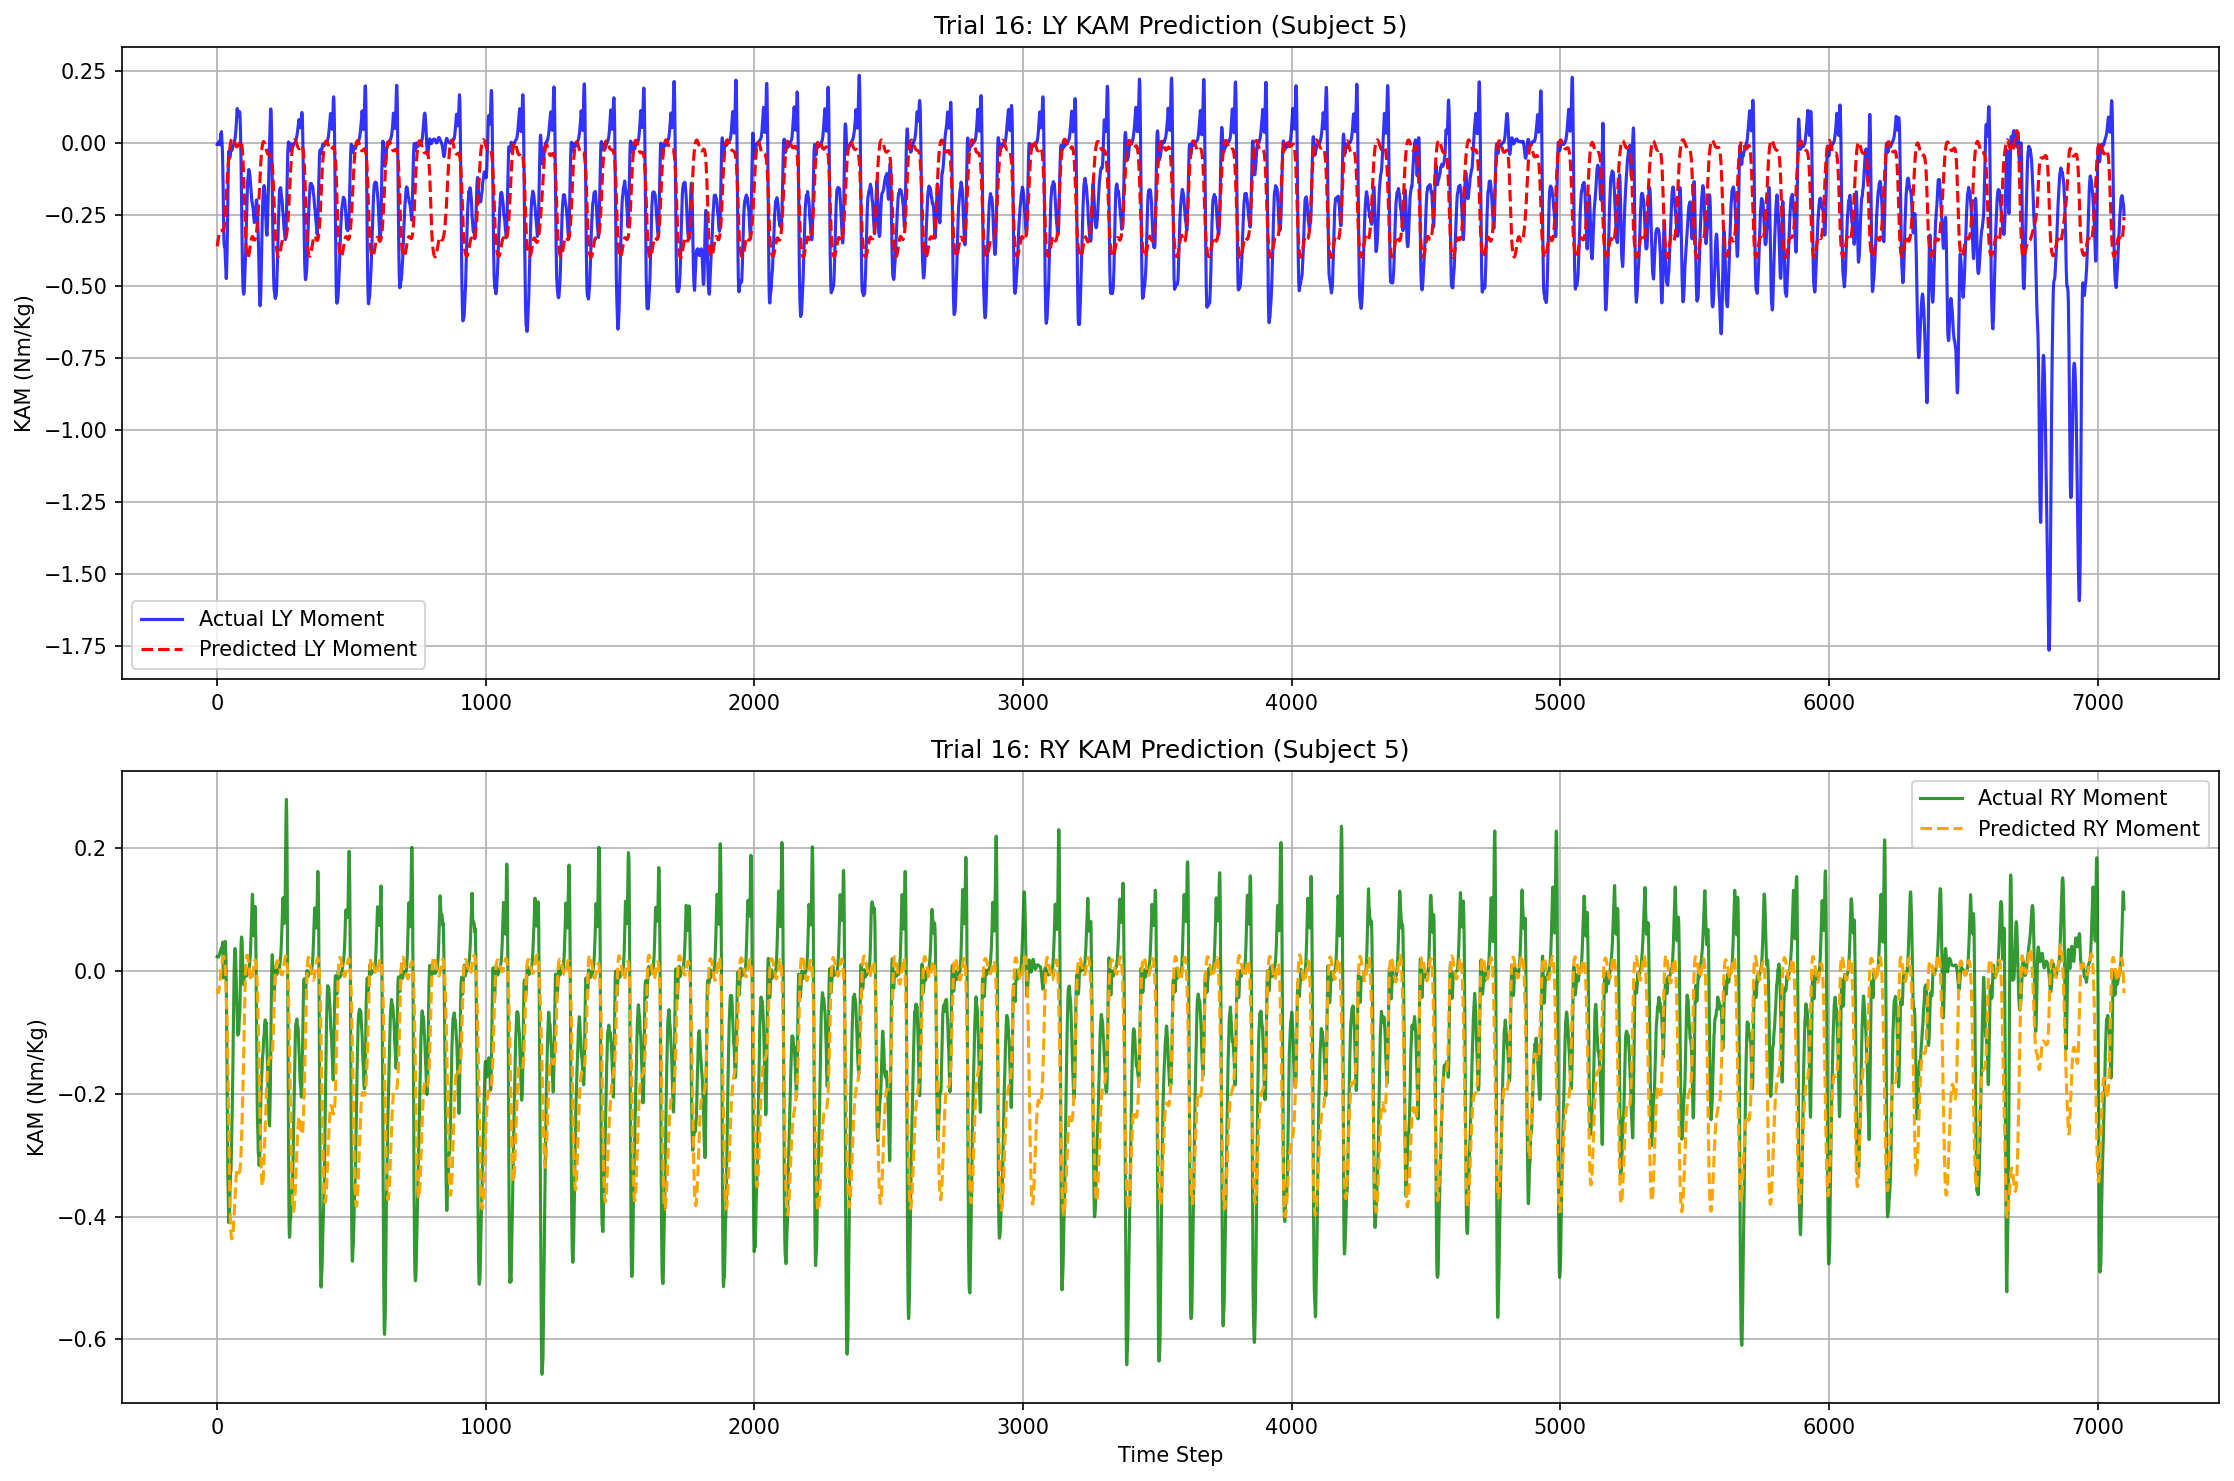 Trial 16: LY KAM Prediction (Subject 5)
KAM (Nm/Kg)
0.25
0.00
−0.25
−0.50
−0.75
−1.00
−1.25
−1.50
−1.75
Actual LY Moment
Predicted LY Moment
0 1000 2000 3000 4000 5000 6000 7000
Trial 16: RY KAM Prediction (Subject 5)
KAM (Nm/Kg)
0.2
0.0
−0.2
−0.4
−0.6
Actual RY Moment
Predicted RY Moment
0 1000 2000 3000 4000 5000 6000 7000
Time Step